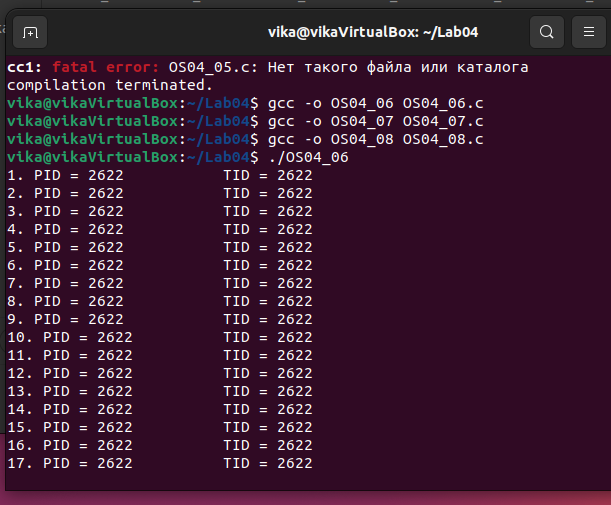 vika@vikaVirtualBox: ~/Lab04
cc1: fatal error: OS04_05.c: Нет такого файла или каталога
compilation terminated.
vika@vikaVirtualBox:~/Lab04$ gcc -o OS04_06 OS04_06.c
vika@vikaVirtualBox:~/Lab04$ gcc -o OS04_07 OS04_07.c
vika@vikaVirtualBox:~/Lab04$ gcc -o OS04_08 OS04_08.c
vika@vikaVirtualBox:~/Lab04$ ./OS04_06
1. PID = 2622           TID = 2622
2. PID = 2622           TID = 2622
3. PID = 2622           TID = 2622
4. PID = 2622           TID = 2622
5. PID = 2622           TID = 2622
6. PID = 2622           TID = 2622
7. PID = 2622           TID = 2622
8. PID = 2622           TID = 2622
9. PID = 2622           TID = 2622
10. PID = 2622          TID = 2622
11. PID = 2622          TID = 2622
12. PID = 2622          TID = 2622
13. PID = 2622          TID = 2622
14. PID = 2622          TID = 2622
15. PID = 2622          TID = 2622
16. PID = 2622          TID = 2622
17. PID = 2622          TID = 2622